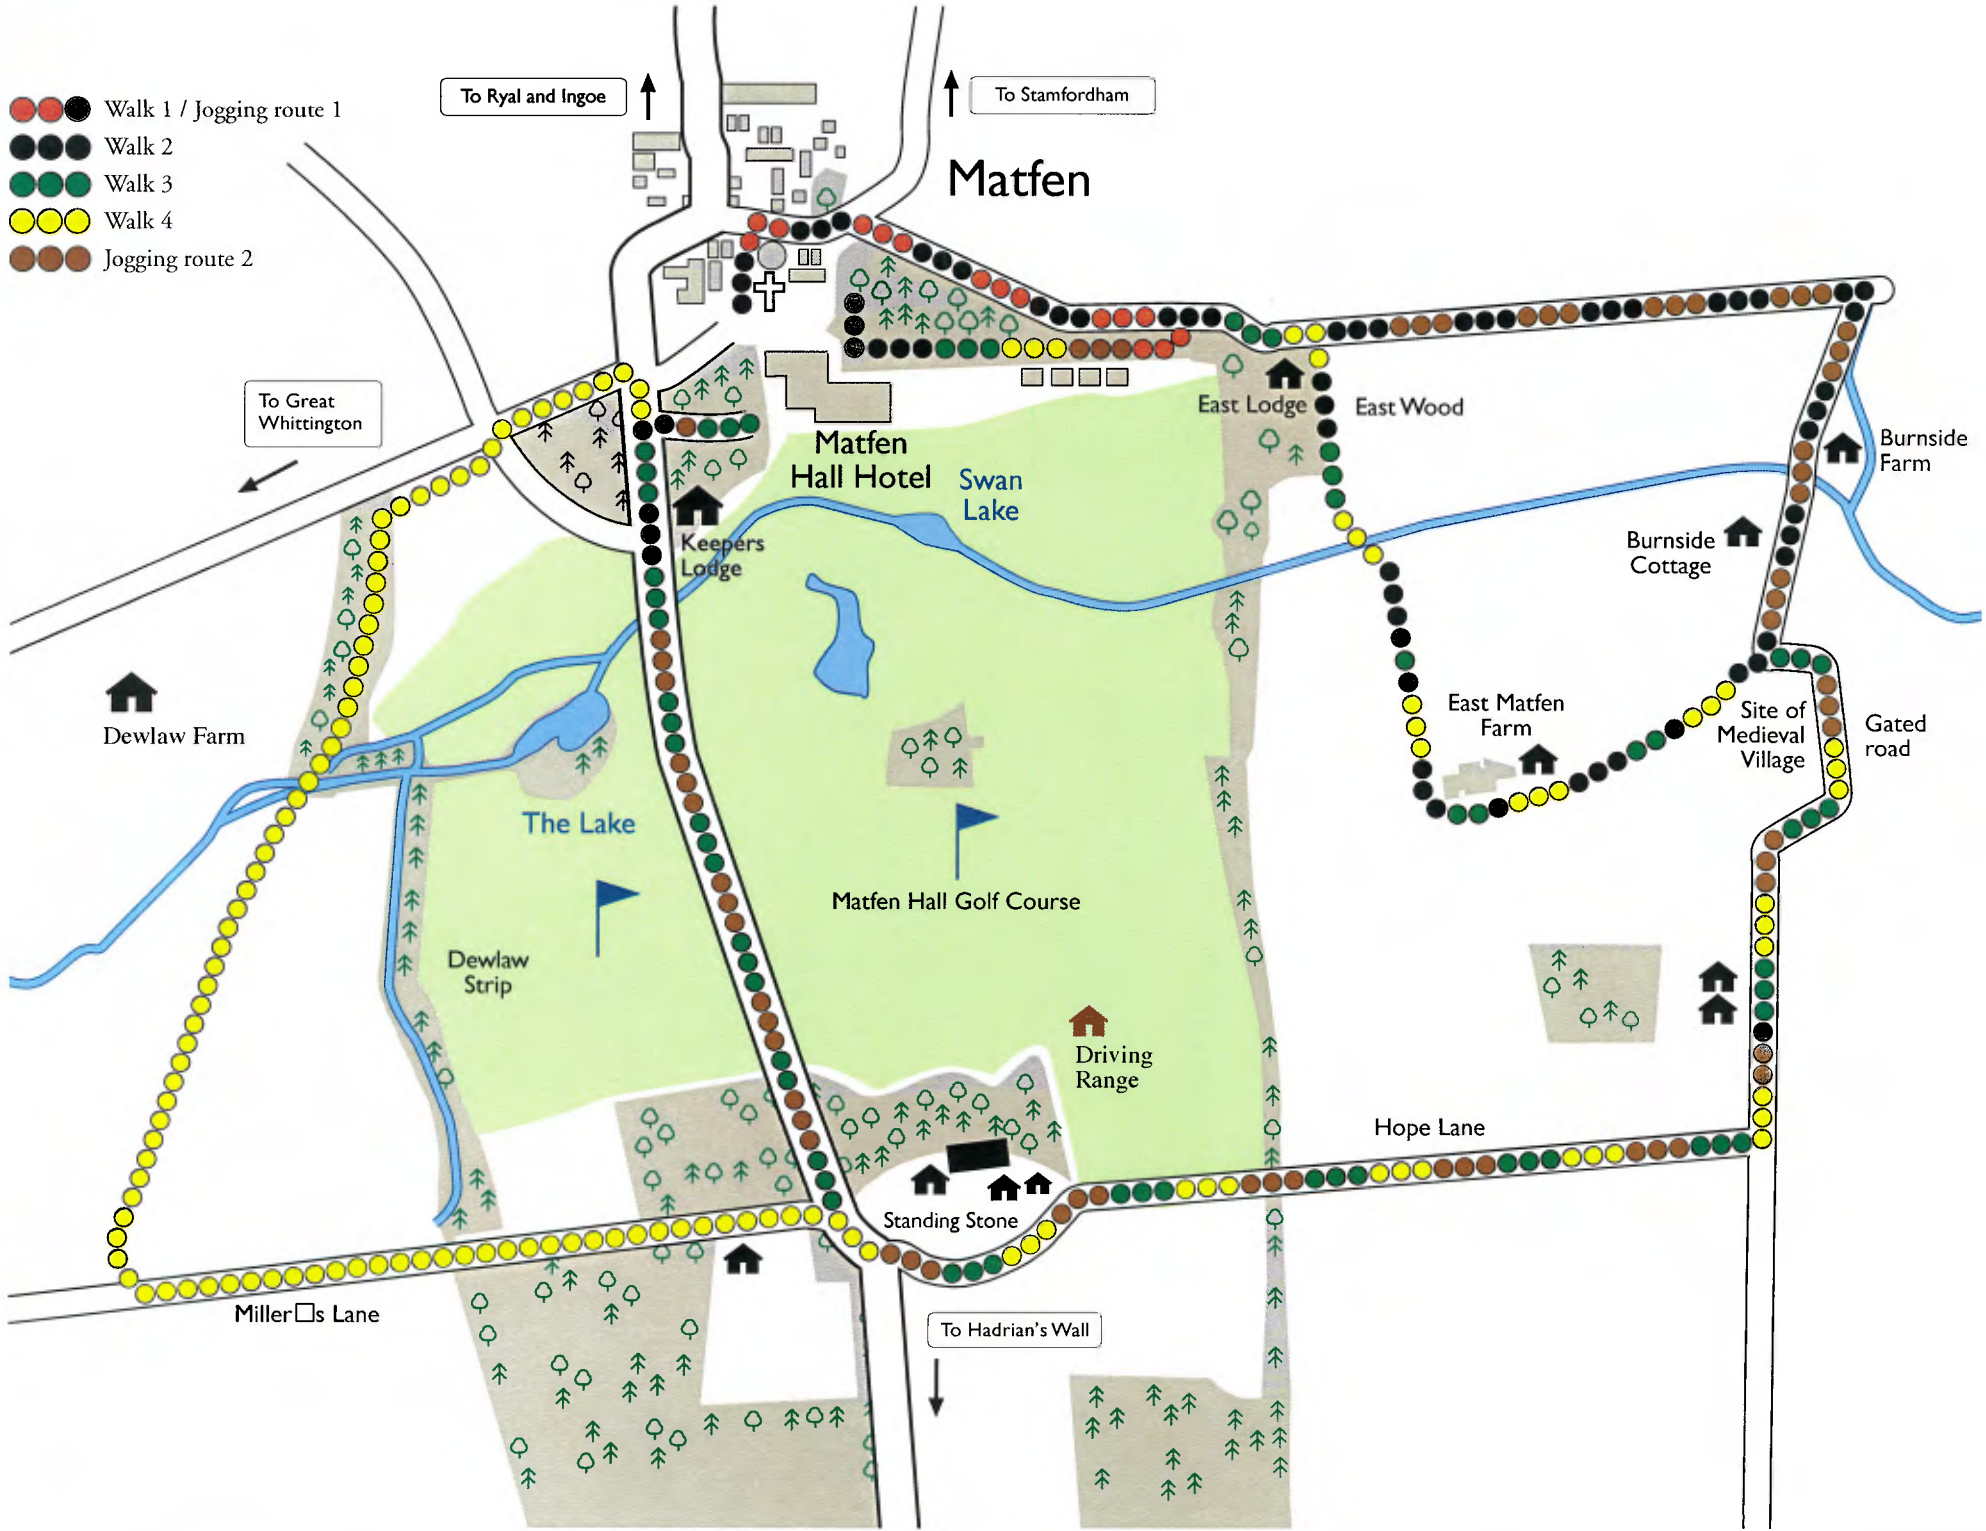 Walk 1 / Jogging route 1
Walk 2
Walk 3
Walk 4
Jogging route 2
To Ryal and Ingoe
To Stamfordham
Matfen
To Great
Whittington
East Lodge
East Wood
Burnside
Farm
Matfen
Hall Hotel
Swan
Lake
Keepers
Lodge
Burnside
Cottage
Dewlaw Farm
East Matfen
Farm
Site of
Medieval
Village
Gated
road
The Lake
Matfen Hall Golf Course
Dewlaw
Strip
Driving
Range
Hope Lane
Standing Stone
Miller□s Lane
To Hadrian's Wall